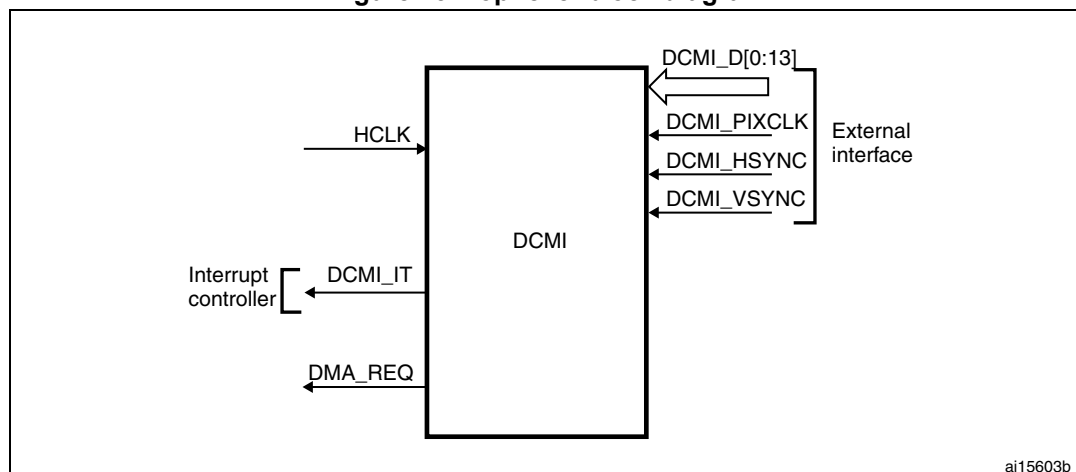 DCMI_D[0:13]
DCMI_PIXCLK
External
interface
HCLK
DCMI_HSYNC
DCMI_VSYNC
DCMI
Interrupt
controller
DCMI_IT
DMA_REQ
ai15603b